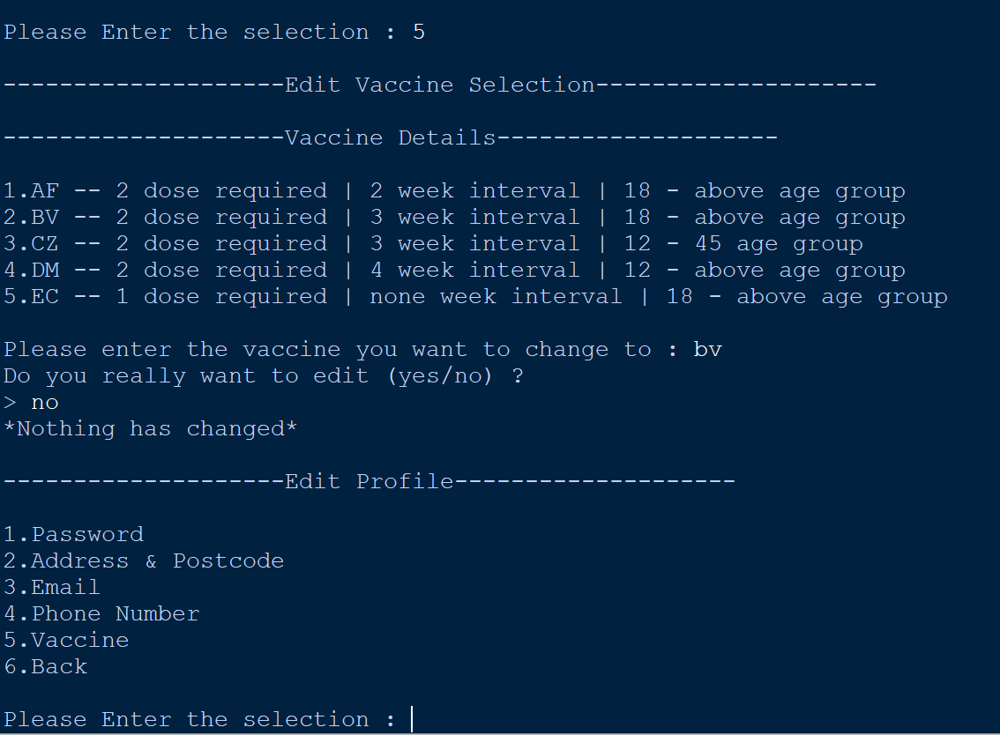 Please Enter the selection : 5
--------------------Edit Vaccine Selection--------------------
--------------------Vaccine Details--------------------
1.AF -- 2 dose required | 2 week interval | 18 - above age group
2.BV -- 2 dose required | 3 week interval | 18 - above age group
3.CZ -- 2 dose required | 3 week interval | 12 - 45 age group
4.DM -- 2 dose required | 4 week interval | 12 - above age group
5.EC -- 1 dose required | none week interval | 18 - above age group
Please enter the vaccine you want to change to : bv
Do you really want to edit (yes/no) ?
> no
*Nothing has changed*
--------------------Edit Profile--------------------
1.Password
2.Address & Postcode
3.Email
4.Phone Number
5.Vaccine
6.Back
Please Enter the selection :